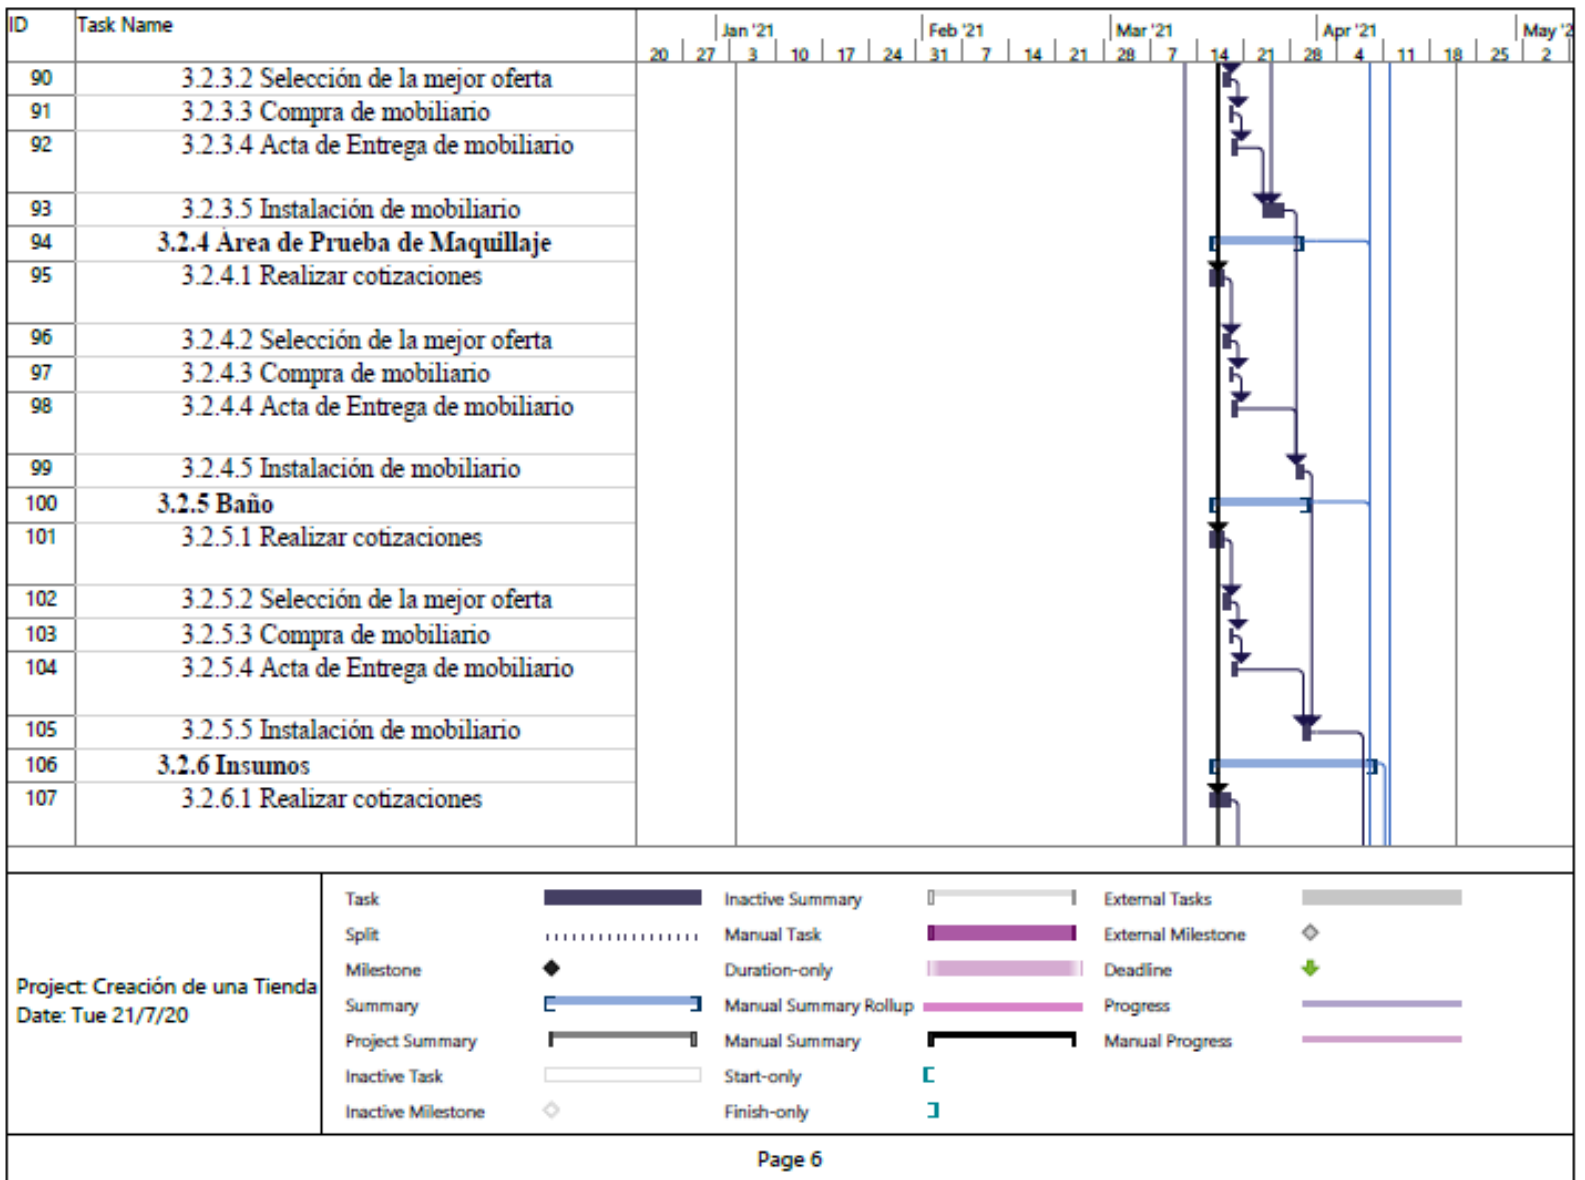 ID Task Name
Jan '21 Feb '21 Mar '21 Apr '21 May '2
20 27 3 10 17 24 31 7 14 21 28 7 14 21 28 4 11 18 25 2
90 3.2.3.2 Selección de la mejor oferta
91 3.2.3.3 Compra de mobiliario
92 3.2.3.4 Acta de Entrega de mobiliario
93 3.2.3.5 Instalación de mobiliario
94 3.2.4 Área de Prueba de Maquillaje
95 3.2.4.1 Realizar cotizaciones
96 3.2.4.2 Selección de la mejor oferta
97 3.2.4.3 Compra de mobiliario
98 3.2.4.4 Acta de Entrega de mobiliario
99 3.2.4.5 Instalación de mobiliario
100 3.2.5 Baño
101 3.2.5.1 Realizar cotizaciones
102 3.2.5.2 Selección de la mejor oferta
103 3.2.5.3 Compra de mobiliario
104 3.2.5.4 Acta de Entrega de mobiliario
105 3.2.5.5 Instalación de mobiliario
106 3.2.6 Insumos
107 3.2.6.1 Realizar cotizaciones
Project: Creación de una Tienda
Date: Tue 21/7/20
Task
Split
Milestone
Summary
Project Summary
Inactive Task
Inactive Milestone
Inactive Summary
Manual Task
Duration-only
Manual Summary Rollup
Manual Summary
Start-only
Finish-only
External Tasks
External Milestone
Deadline
Progress
Manual Progress
Page 6